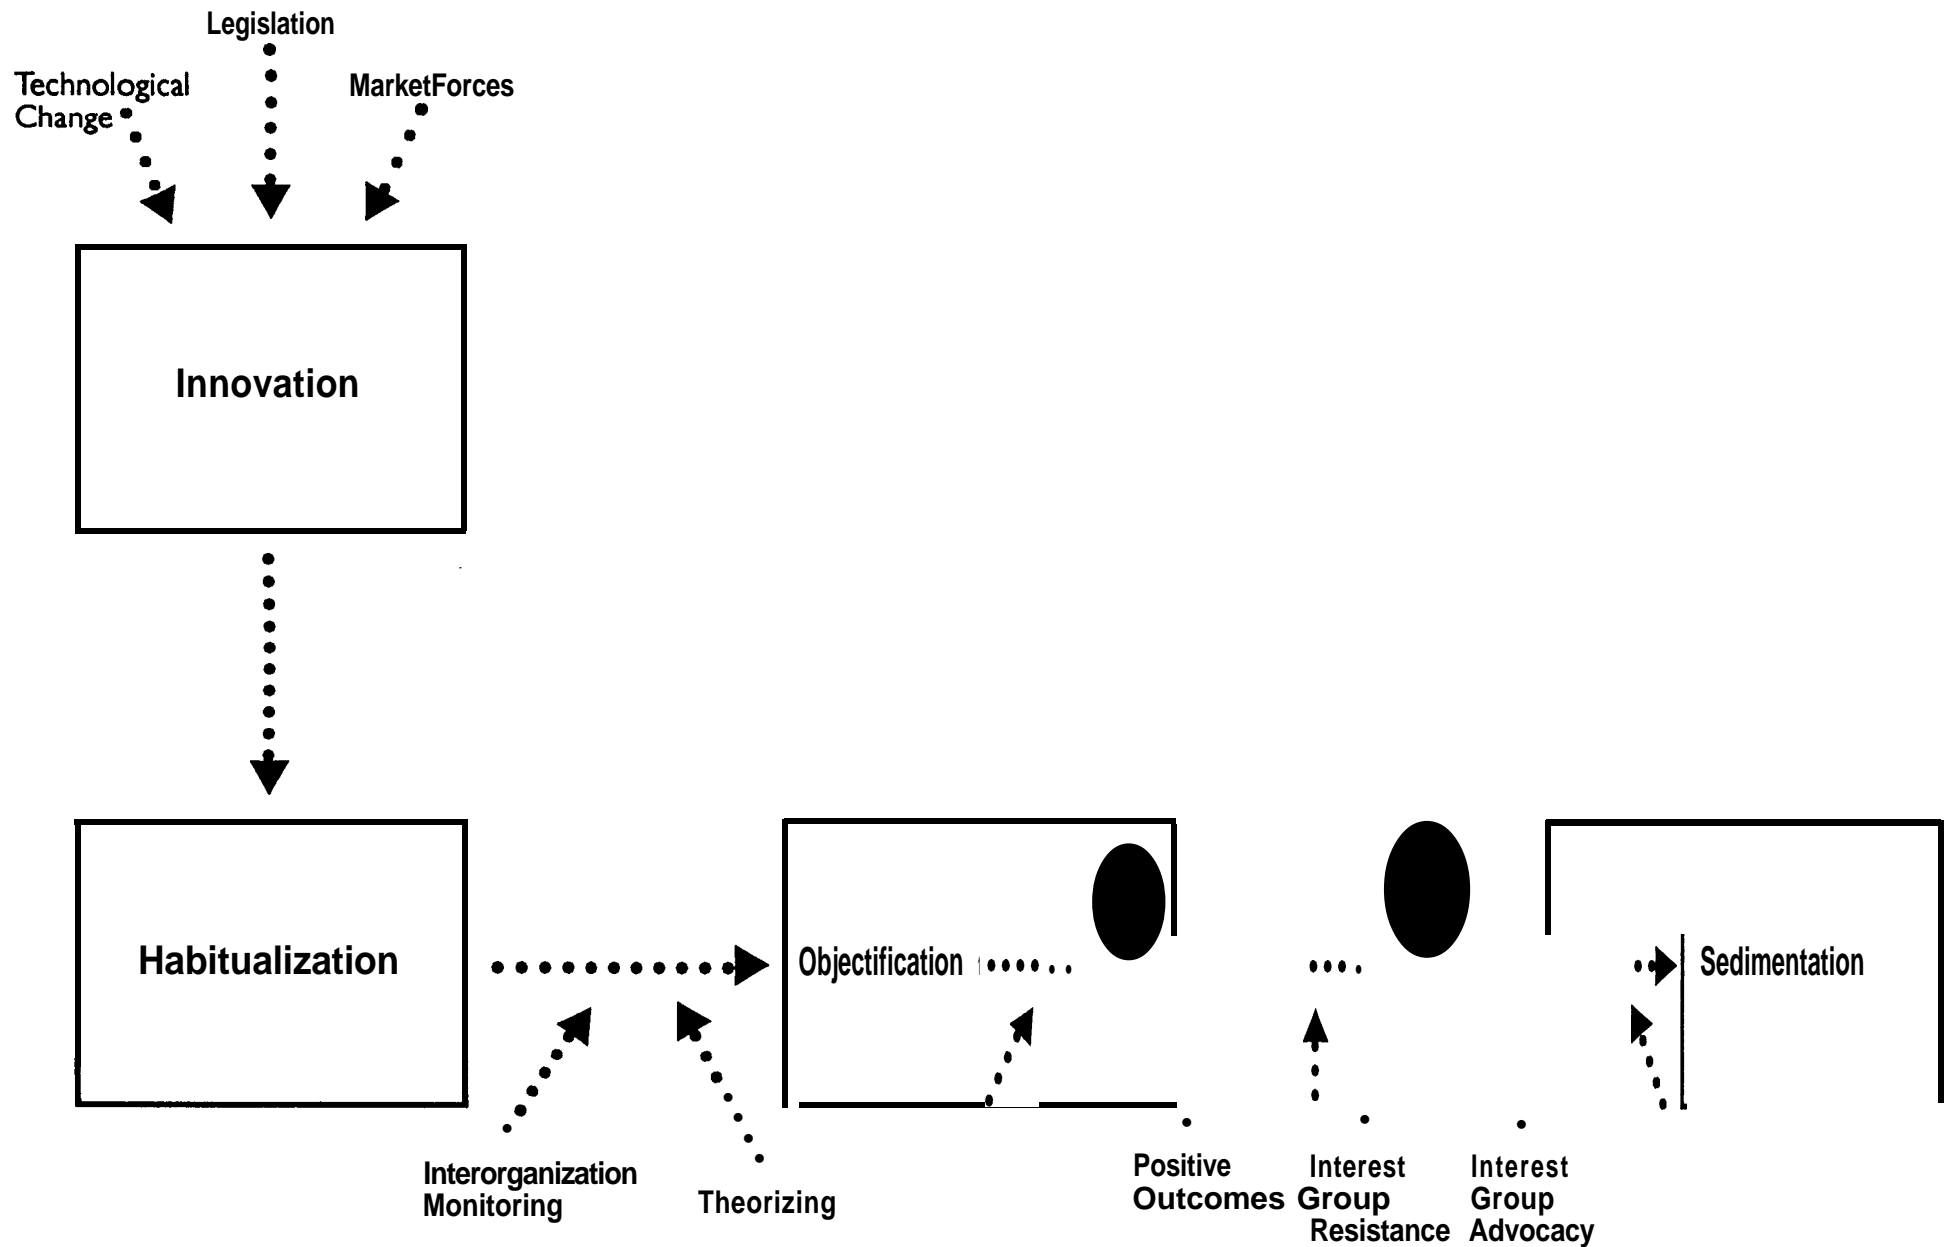 Legislation
Technological
Change
MarketForces
Innovation
Habitualization
Objectification
Sedimentation
Interorganization
Monitoring
Theorizing
Positive
Outcomes
Interest
Group
Resistance
Interest
Group
Advocacy